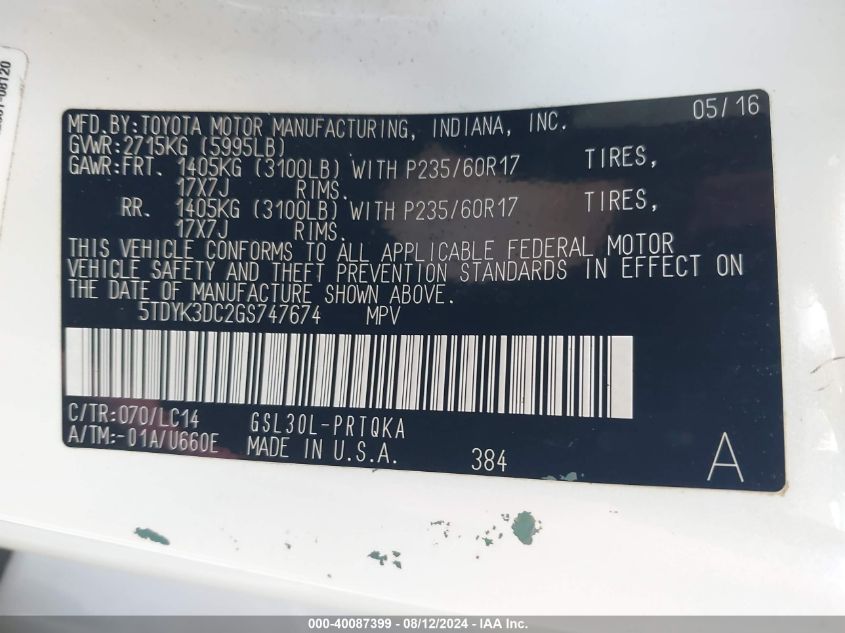 08120
05/16
MFD.BY:TOYOTA MOTOR MANUFACTURING, INDIANA, INC.
GVWR:2715KG (5995LB)
GAWR:FRT. 1405KG (3100LB) WITH P235/60R17 TIRES,
17X7J RIMS.
RR. 1405KG (3100LB) WITH P235/60R17 TIRES,
17X7J RIMS.
THIS VEHICLE CONFORMS TO ALL APPLICABLE FEDERAL MOTOR
VEHICLE SAFETY AND THEFT PREVENTION STANDARDS IN EFFECT ON
THE DATE OF MANUFACTURE SHOWN ABOVE.
5TDYK3DC2GS747674 MPV
C/TR:070/LC14 GSL30L-PRTQKA
A/TM:-01A/U660E MADE IN U.S.A. 384 A
000-40087399 - 08/12/2024 - IAA Inc.